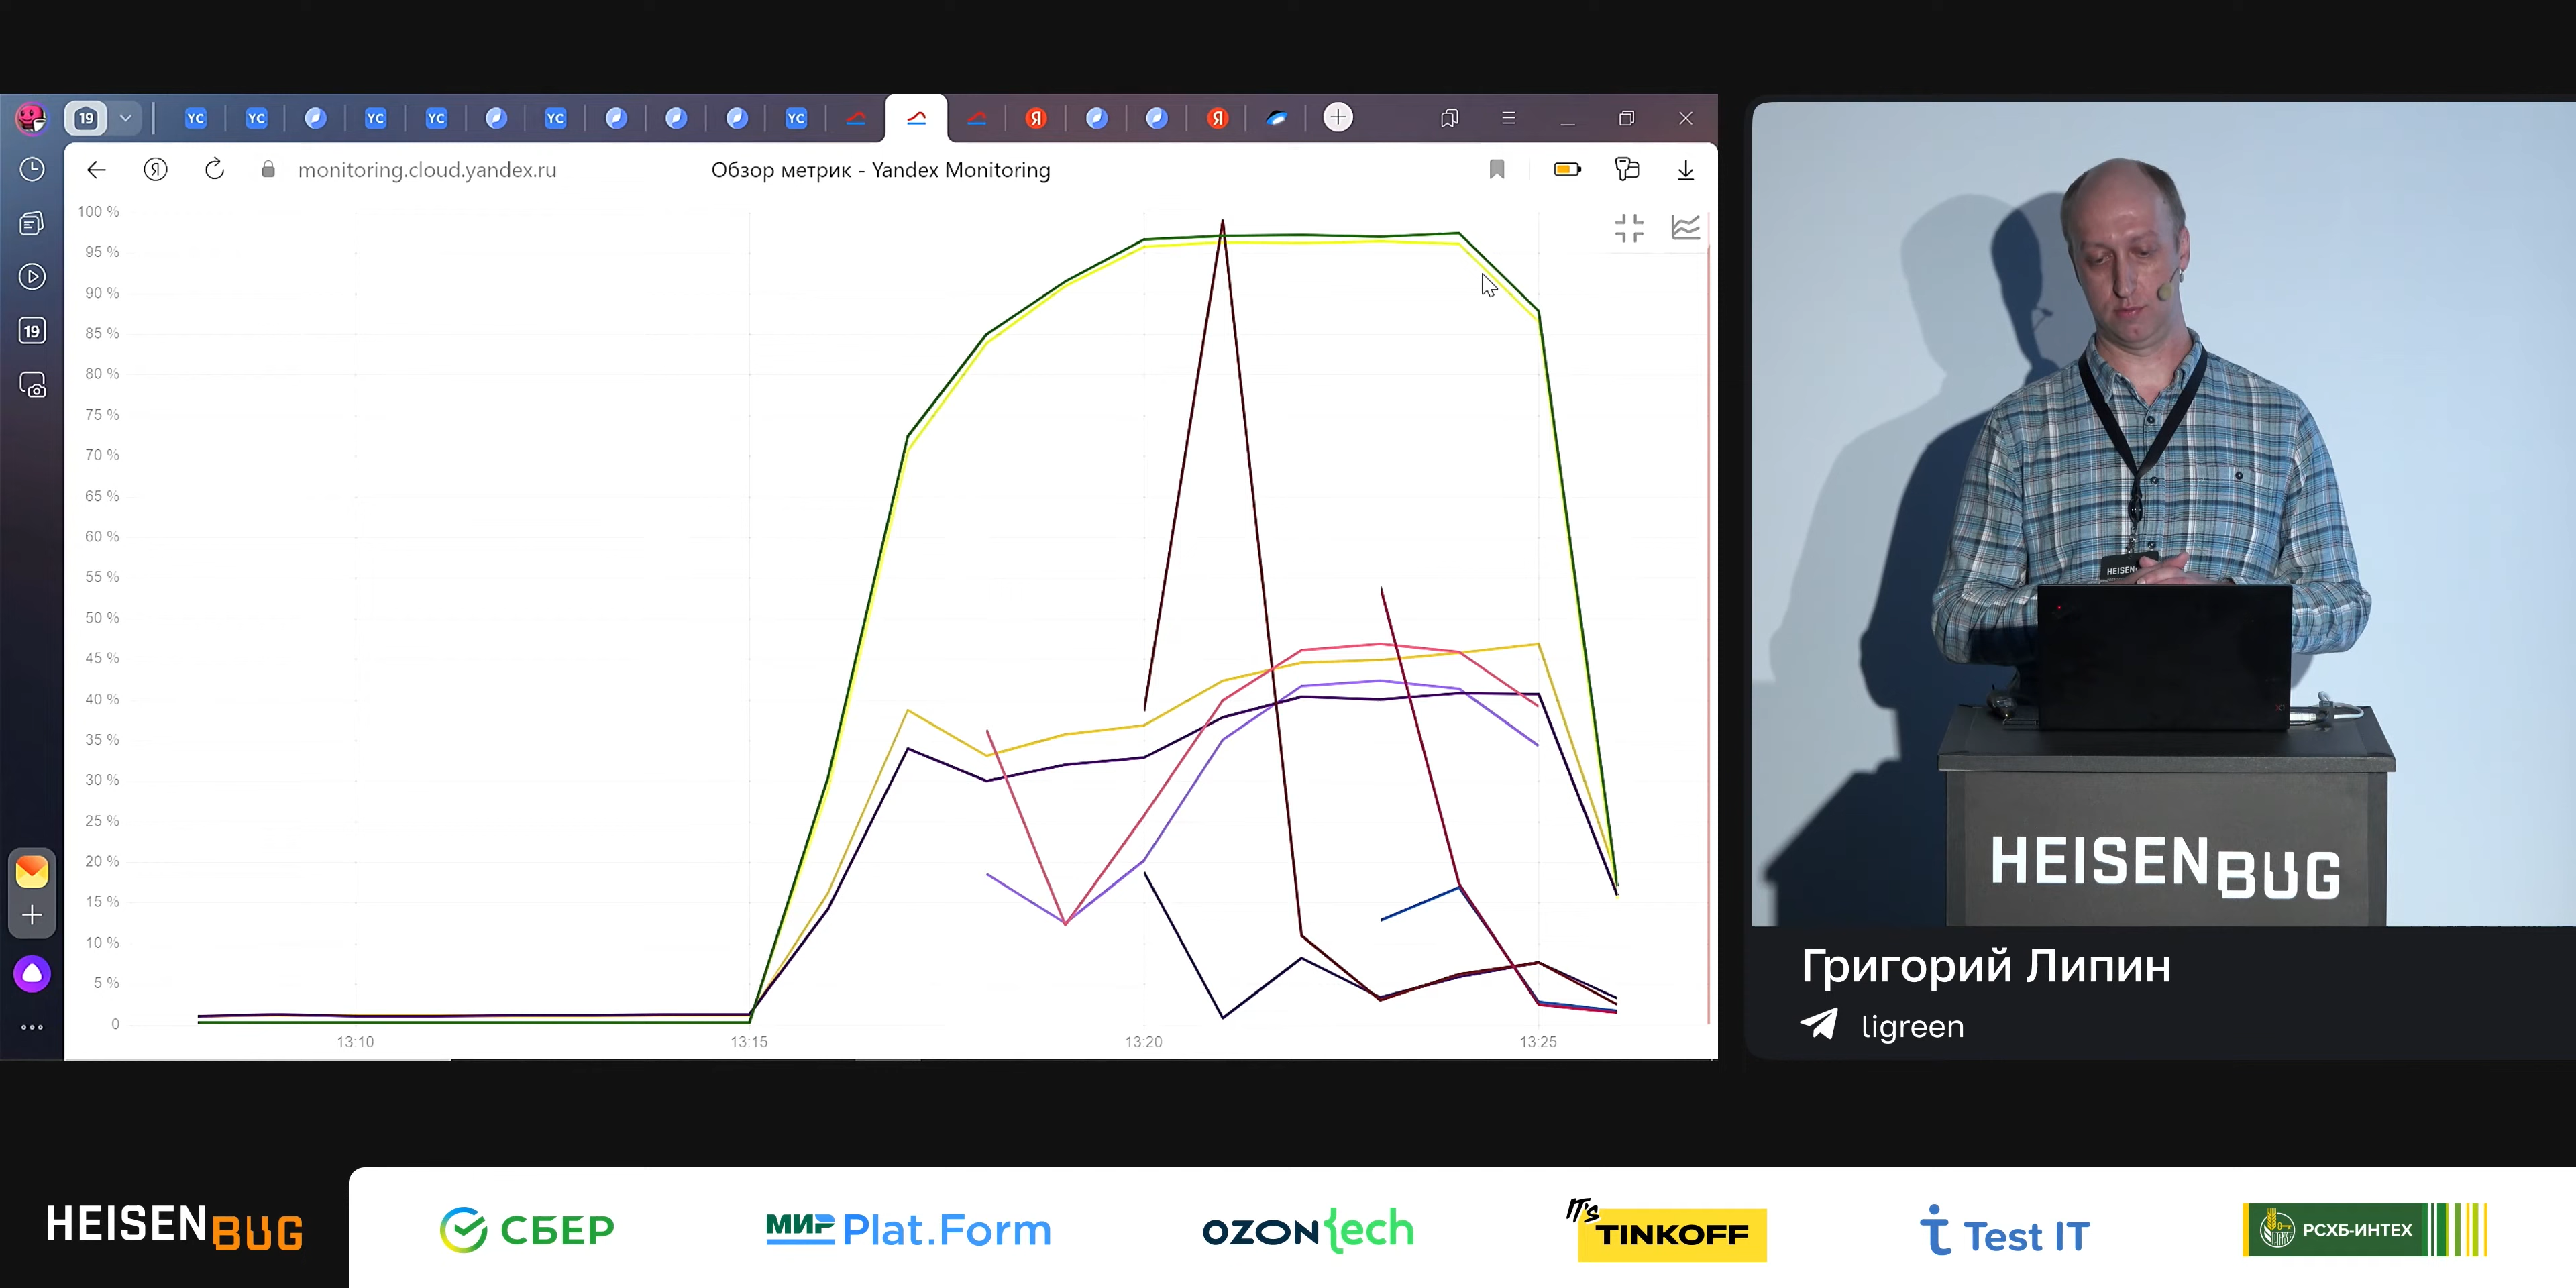 19
YC
YC
YC
YC
YC
YC
Я
Я
Я
monitoring.cloud.yandex.ru
Обзор метрик - Yandex Monitoring
19
100 %
95 %
90 %
85 %
80 %
75 %
70 %
65 %
60 %
55 %
50 %
45 %
40 %
35 %
30 %
25 %
20 %
15 %
10 %
5 %
0
13:10
13:15
13:20
13:25
HEISEN
X1
HEISENBUG
Григорий Липин
ligreen
HEISENBUG
СБЕР
МИР Plat.Form
OZON{ech
IT's
TINKOFF
Test IT
РСХБ-ИНТЕХ